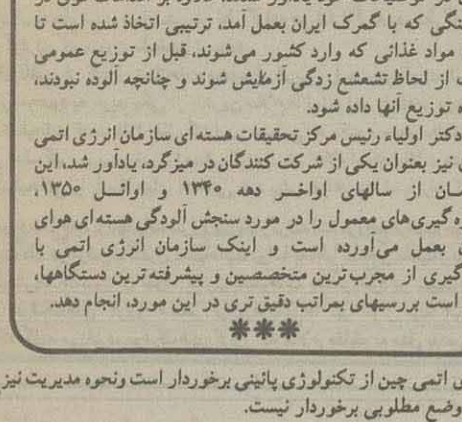 نگی که با گمرک ایران بعمل آمد، ترتیبی اتخاذ شده است تا
مواد غذائی که وارد کشور می‌شوند، قبل از توزیع عمومی
از لحاظ تشعشع زدگی آزمایش شوند و چنانچه آلوده نبودند،
توزیع آنها داده شود.
دکتر اولیاء رئیس مرکز تحقیقات هسته‌ای سازمان انرژی اتمی
نیز بعنوان یکی از شرکت کنندگان در میزگرد، یادآور شد، این
ـان از سالهای اواخر دهه ۱۳۴۰ و اوائل ۱۳۵۰،
ه گیری‌های معمول را در مورد سنجش آلودگی هسته‌ای هوای
بعمل می‌آورده است و اینک سازمان انرژی اتمی با
گیری از مجرب‌ترین متخصصین و پیشرفته‌ترین دستگاهها،
است بررسیهای بمراتب دقیق‌تری در این مورد، انجام دهد.
***
ی اتمی چین از تکنولوژی پائینی برخوردار است ونحوه مدیریت نیز
وضع مطلوبی برخوردار نیست.